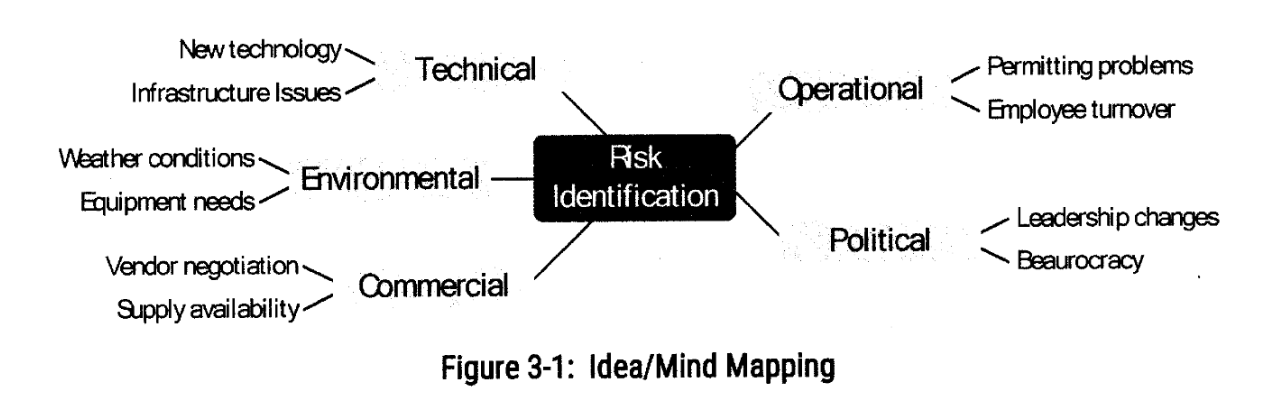 New technology
Infrastructure Issues
Technical
Weather conditions
Equipment needs
Environmental
Vendor negotiation
Supply availability
Commercial
Risk
Identification
Operational
Permitting problems
Employee turnover
Political
Leadership changes
Beaurocracy
Figure 3-1: Idea/Mind Mapping